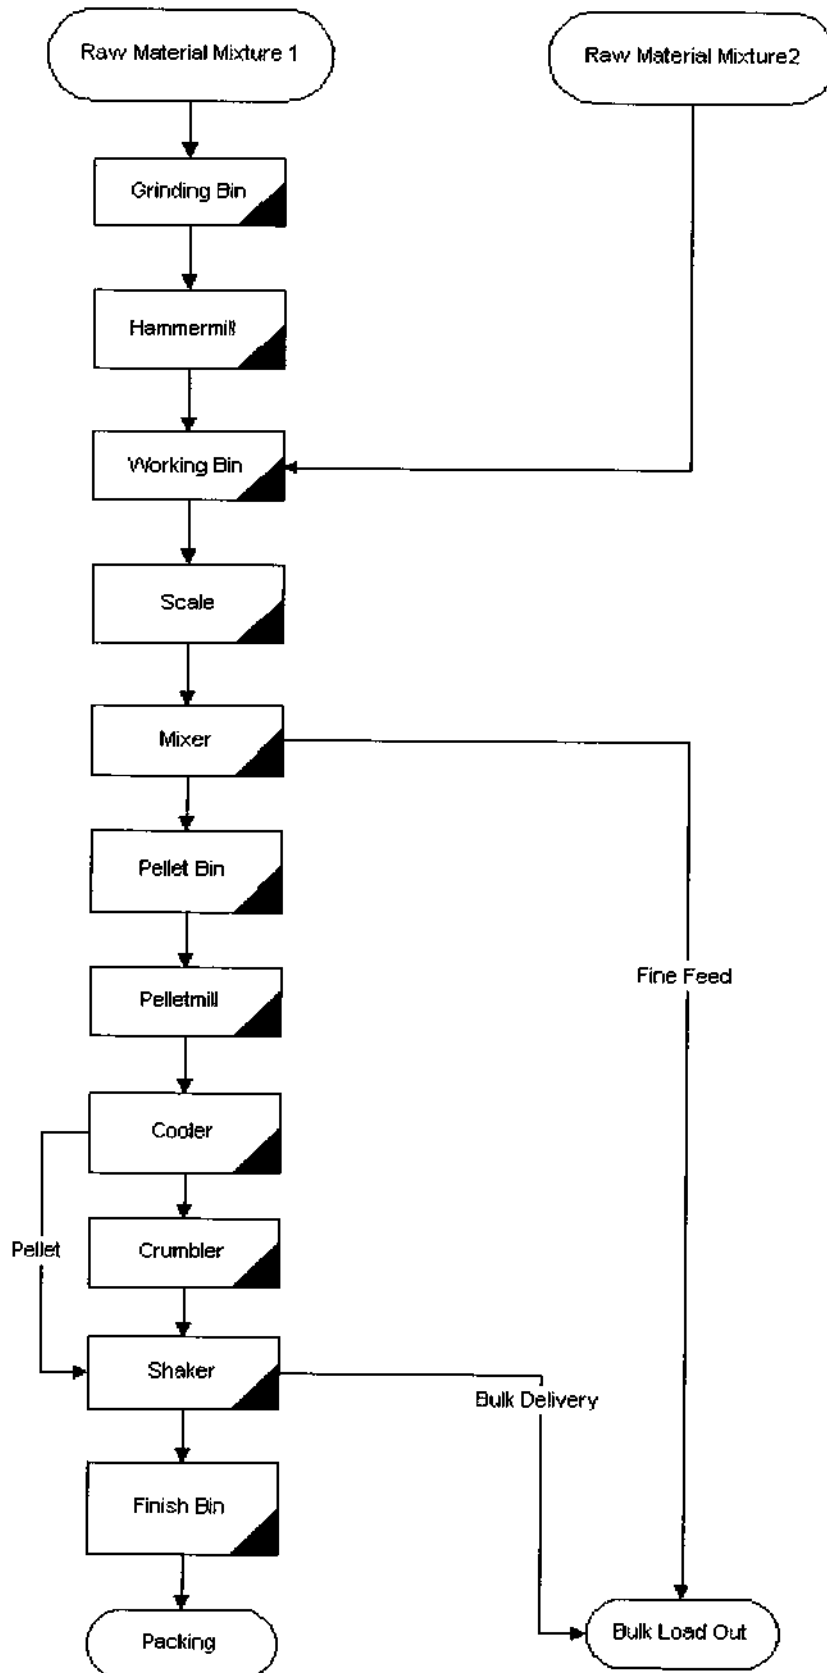 Raw Material Mixture 1
Raw Material Mixture2
Grinding Bin
Hammermill
Working Bin
Scale
Mixer
Pellet Bin
Fine Feed
Pelletmill
Cooler
Pellet
Crumbler
Shaker
Bulk Delivery
Finish Bin
Packing
Bulk Load Out